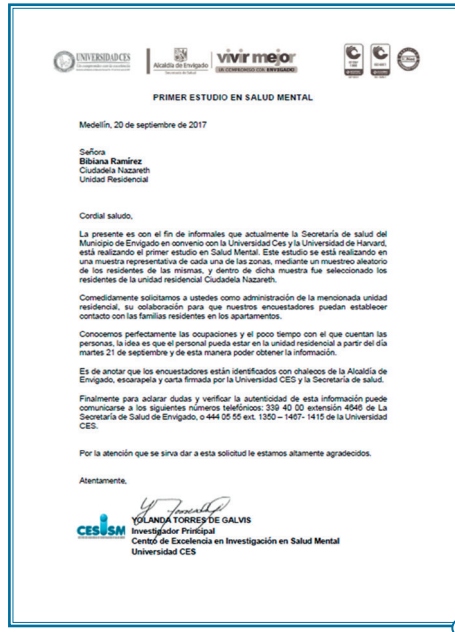 UNIVERSIDAD CES
Alcaldía de Envigado
vivir mejor
UN COMPROMISO CON ENVIGADO
PRIMER ESTUDIO EN SALUD MENTAL
Medellín, 20 de septiembre de 2017
Señora
Bibiana Ramírez
Ciudadela Nazareth
Unidad Residencial
Cordial saludo,
La presente es con el fin de informales que actualmente la Secretaría de salud del
Municipio de Envigado en convenio con la Universidad Ces y la Universidad de Harvard,
está realizando el primer estudio en Salud Mental. Este estudio se está realizando en
una muestra representativa de cada una de las zonas, mediante un muestreo aleatorio
de los residentes de las mismas, y dentro de dicha muestra fue seleccionado los
residentes de la unidad residencial Ciudadela Nazareth.
Comedidamente solicitamos a ustedes como administración de la mencionada unidad
residencial, su colaboración para que nuestros encuestadores puedan establecer
contacto con las familias residentes en los apartamentos.
Conocemos perfectamente las ocupaciones y el poco tiempo con el que cuentan las
personas, la idea es que el personal pueda estar en la unidad residencial a partir del día
martes 21 de septiembre y de esta manera poder obtener la información.
Es de anotar que los encuestadores están identificados con chalecos de la Alcaldía de
Envigado, escarapela y carta firmada por la Universidad CES y la Secretaría de salud.
Finalmente para aclarar dudas y verificar la autenticidad de esta información puede
comunicarse a los siguientes números telefónicos: 339 40 00 extensión 4646 de La
Secretaría de Salud de Envigado, o 444 05 55 ext. 1350 – 1467- 1415 de la Universidad
CES.
Por la atención que se sirva dar a esta solicitud le estamos altamente agradecidos.
Atentamente,
YOLANDA TORRES DE GALVIS
CESISM
Investigador Principal
Centro de Excelencia en Investigación en Salud Mental
Universidad CES